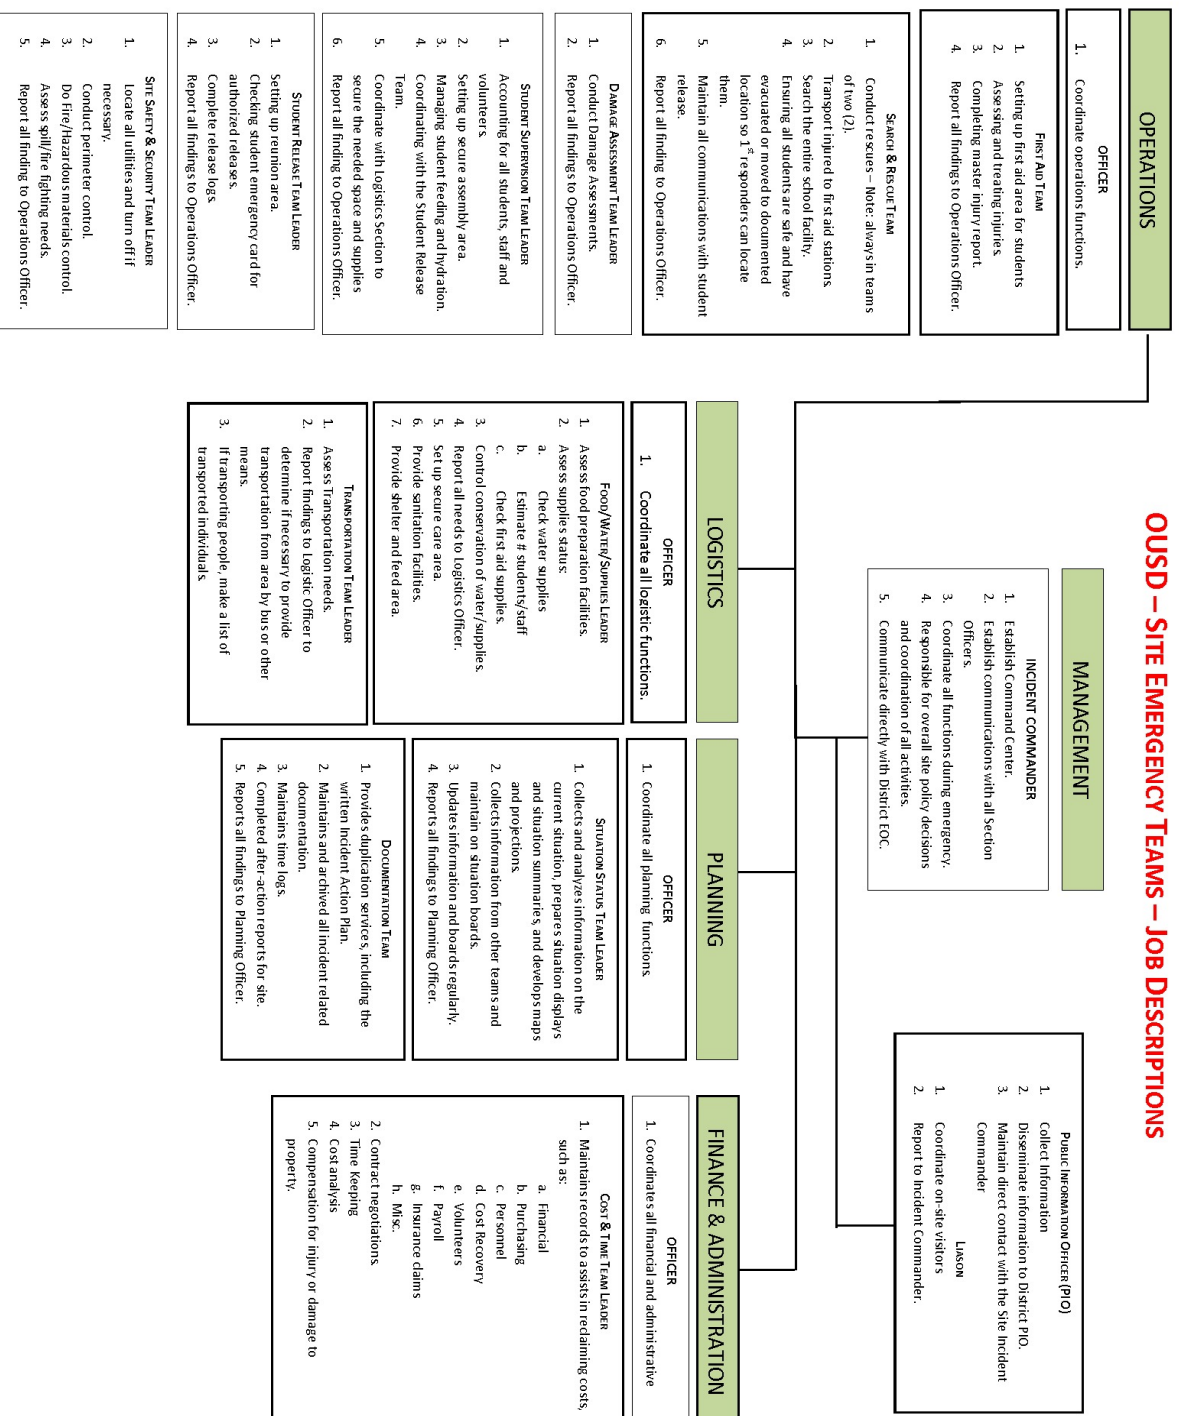 OUSD – SITE EMERGENCY TEAMS – JOB DESCRIPTIONS
MANAGEMENT
INCIDENT COMMANDER
1. Establish Command Center.
2. Establish communications with all Section
Officers.
3. Coordinate all functions during emergency.
4. Responsible for overall site policy decisions
and coordination of all activities.
5. Communicate directly with District EOC.
PUBLIC INFORMATION OFFICER (PIO)
1. Collect Information
2. Disseminate information to District PIO.
3. Maintain direct contact with the Site Incident
Commander
LIASON
1. Coordinate on-site visitors
2. Report to Incident Commander.
OPERATIONS
OFFICER
1. Coordinate operations functions.
FIRST AID TEAM
1. Setting up first aid area for students
2. Assessing and treating injuries.
3. Completing master injury report.
4. Report all findings to Operations Officer.
SEARCH & RESCUE TEAM
1. Conduct rescues – Note: always in teams
of two (2).
2. Transport injured to first aid stations.
3. Search the entire school facility.
4. Ensuring all students are safe and have
evacuated or moved to documented
location so 1st responders can locate
them.
5. Maintain all communications with student
release.
6. Report all finding to Operations Officer.
DAMAGE ASSESSMENT TEAM LEADER
1. Conduct Damage Assessments.
2. Report all findings to Operations Officer.
STUDENT SUPERVISION TEAM LEADER
1. Accounting for all students, staff and
volunteers.
2. Setting up secure assembly area.
3. Managing student feeding and hydration.
4. Coordinating with the Student Release
Team.
5. Coordinate with Logistics Section to
secure the needed space and supplies
6. Report all finding to Operations Officer.
STUDENT RELEASE TEAM LEADER
1. Setting up reunion area.
2. Checking student emergency card for
authorized releases.
3. Complete release logs.
4. Report all findings to Operations Officer.
SITE SAFETY & SECURITY TEAM LEADER
1. Locate all utilities and turn off if
necessary.
2. Conduct perimeter control.
3. Do Fire/Hazardous materials control.
4. Assess spill/fire fighting needs.
5. Report all finding to Operations Officer.
LOGISTICS
OFFICER
1. Coordinate all logistic functions.
FOOD/WATER/SUPPLIES LEADER
1. Assess food preparation facilities.
2. Assess supplies status:
a. Check water supplies
b. Estimate # students/staff
c. Check first aid supplies.
3. Control conservation of water/supplies.
4. Report all needs to Logistics Officer.
5. Set up secure care area.
6. Provide sanitation facilities.
7. Provide shelter and feed area.
TRANSPORTATION TEAM LEADER
1. Assess Transportation needs.
2. Report findings to Logistic Officer to
determine if necessary to provide
transportation from area by bus or other
means.
3. If transporting people, make a list of
transported individuals.
PLANNING
OFFICER
1. Coordinate all planning functions.
SITUATION STATUS TEAM LEADER
1. Collects and analyzes information on the
current situation, prepares situation displays
and situation summaries, and develops maps
and projections.
2. Collects information from other teams and
maintain on situation boards.
3. Updates information and boards regularly.
4. Reports all findings to Planning Officer.
DOCUMENTATION TEAM
1. Provides duplication services, including the
written Incident Action Plan.
2. Maintains and archived all incident related
documentation.
3. Maintains time logs.
4. Completed after-action reports for site.
5. Reports all findings to Planning Officer.
FINANCE & ADMINISTRATION
OFFICER
1. Coordinates all financial and administrative
COST & TIME TEAM LEADER
1. Maintains records to assists in reclaiming costs,
such as:
a. Financial
b. Purchasing
c. Personnel
d. Cost Recovery
e. Volunteers
f. Payroll
g. Insurance claims
h. Misc.
2. Contract negotiations.
3. Time Keeping
4. Cost analysis
5. Compensation for injury or damage to
property.